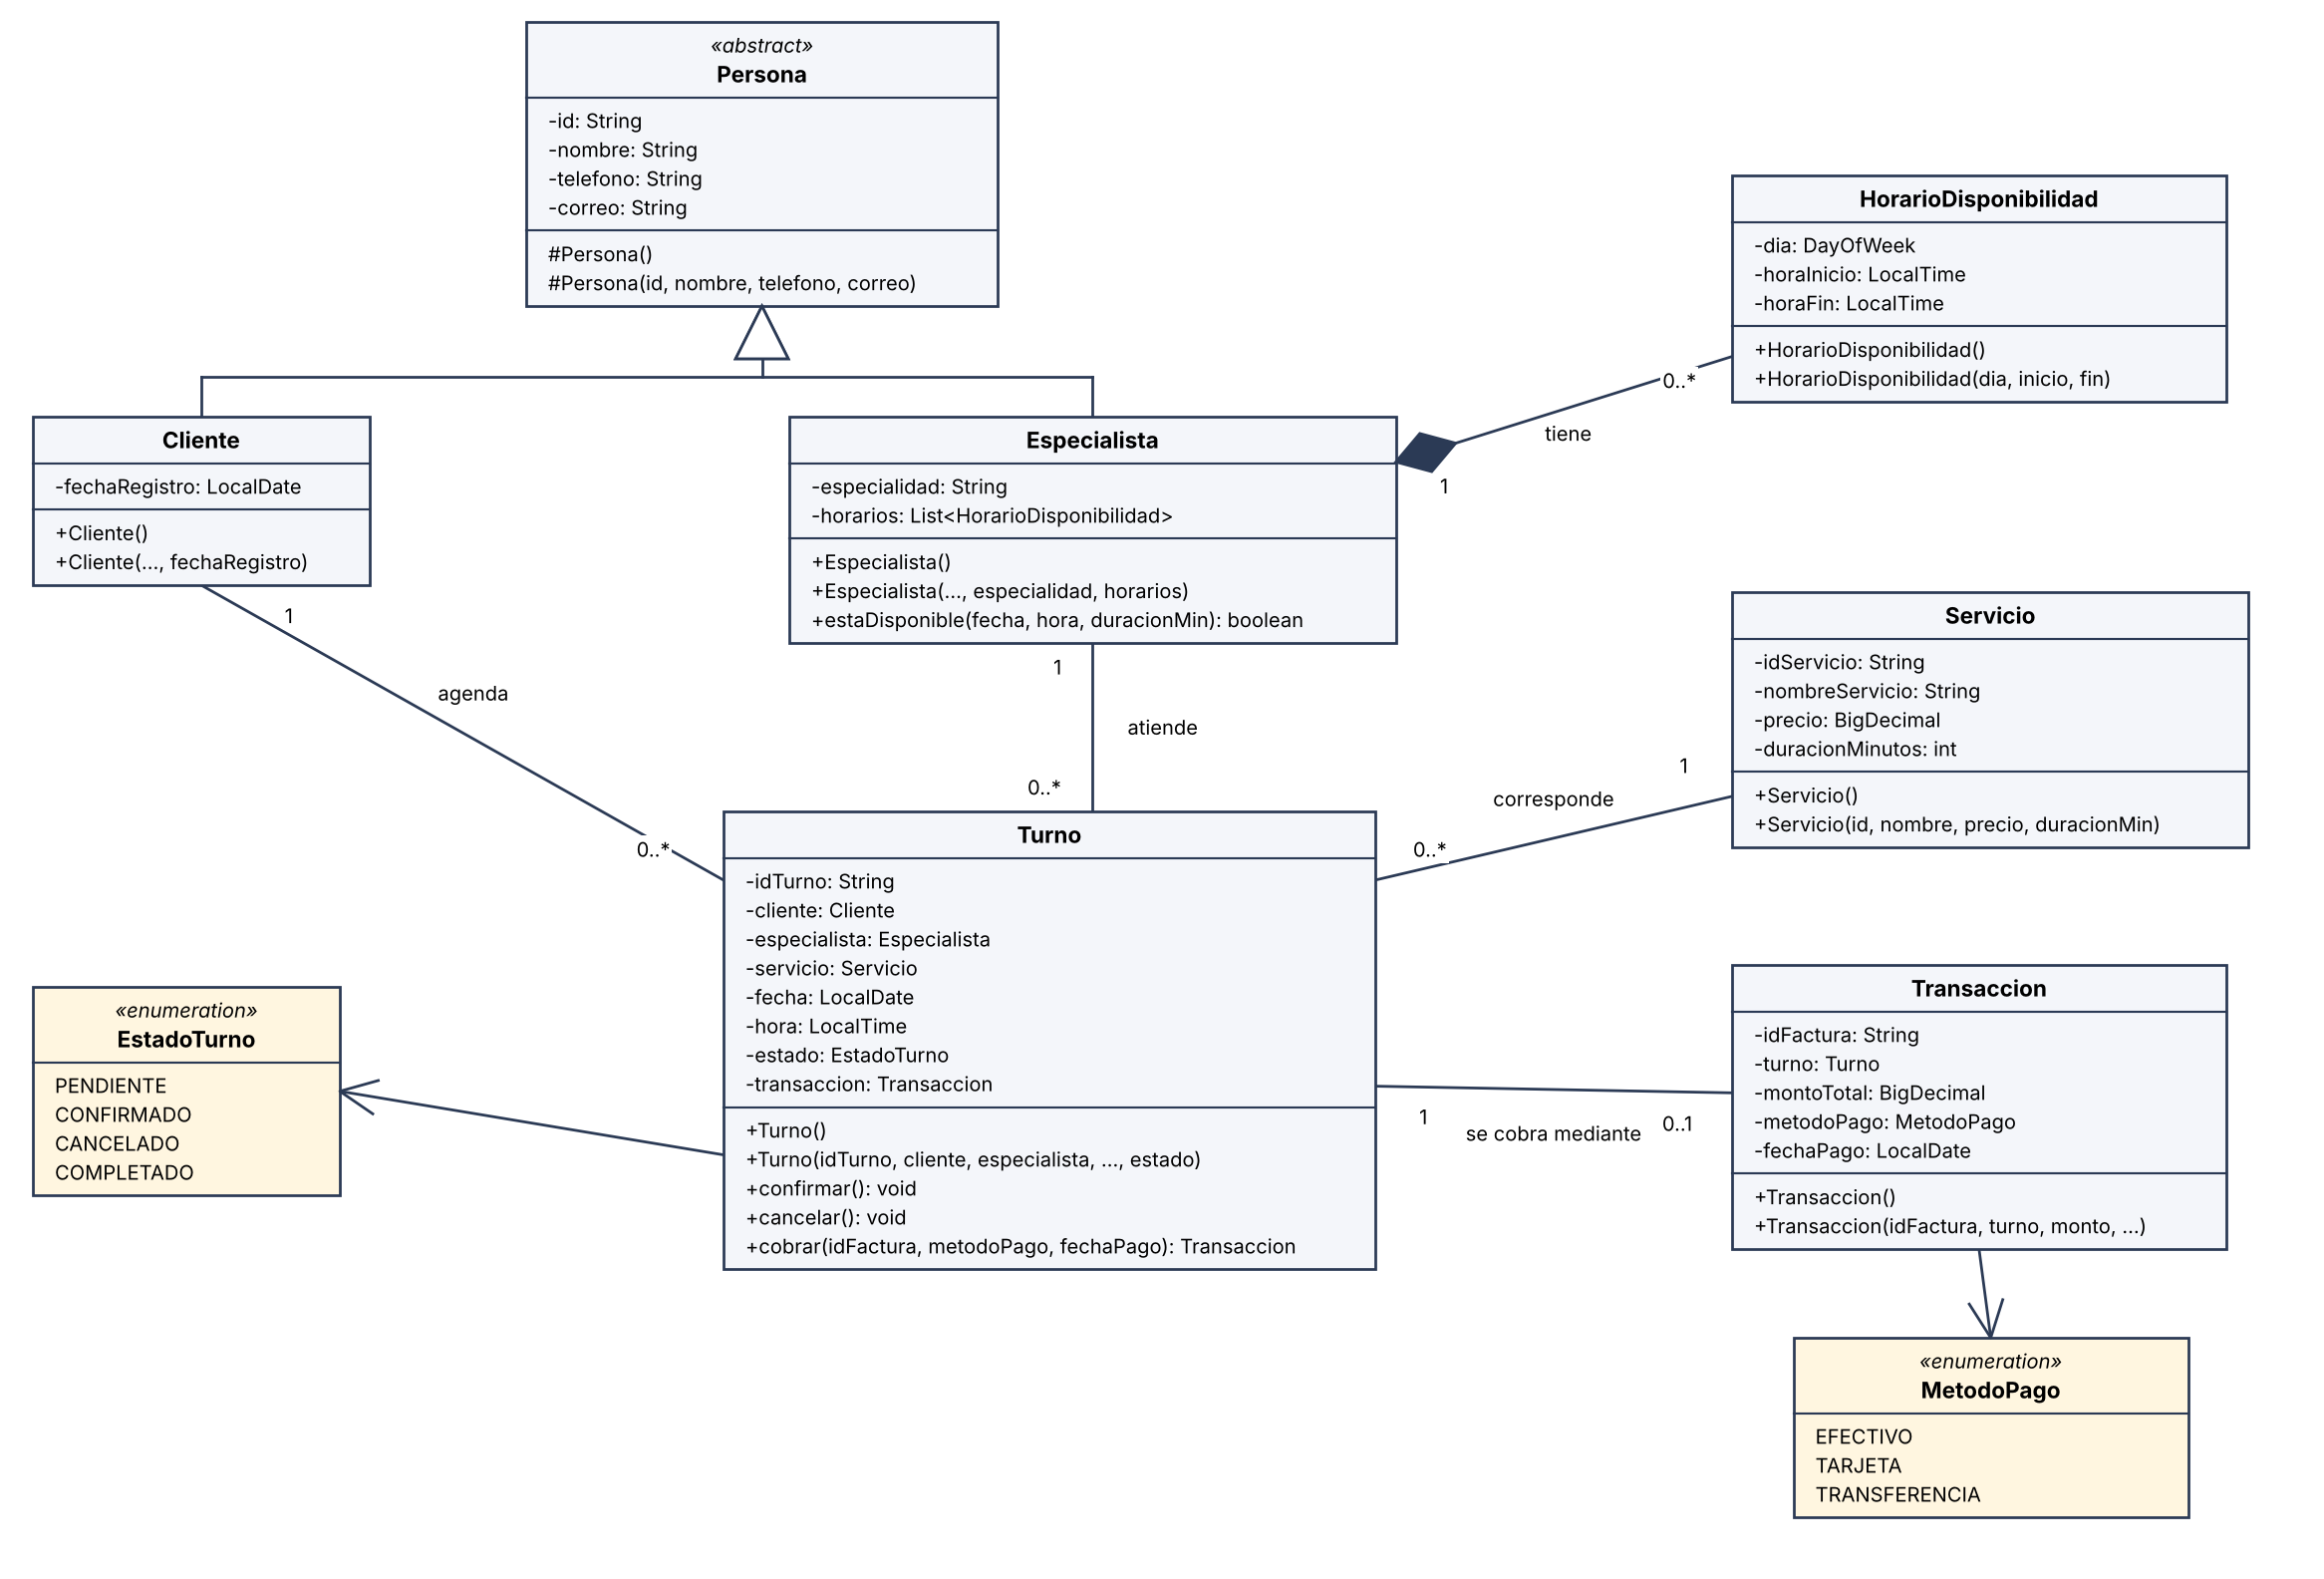 «abstract»
Persona
-id: String
-nombre: String
-telefono: String
-correo: String
#Persona()
#Persona(id, nombre, telefono, correo)
HorarioDisponibilidad
-dia: DayOfWeek
-horaInicio: LocalTime
-horaFin: LocalTime
+HorarioDisponibilidad()
+HorarioDisponibilidad(dia, inicio, fin)
0..*
tiene
1
Cliente
-fechaRegistro: LocalDate
+Cliente()
+Cliente(..., fechaRegistro)
Especialista
-especialidad: String
-horarios: List<HorarioDisponibilidad>
+Especialista()
+Especialista(..., especialidad, horarios)
+estaDisponible(fecha, hora, duracionMin): boolean
1
agenda
0..*
1
atiende
0..*
Servicio
-idServicio: String
-nombreServicio: String
-precio: BigDecimal
-duracionMinutos: int
+Servicio()
+Servicio(id, nombre, precio, duracionMin)
1
corresponde
0..*
Turno
-idTurno: String
-cliente: Cliente
-especialista: Especialista
-servicio: Servicio
-fecha: LocalDate
-hora: LocalTime
-estado: EstadoTurno
-transaccion: Transaccion
+Turno()
+Turno(idTurno, cliente, especialista, ..., estado)
+confirmar(): void
+cancelar(): void
+cobrar(idFactura, metodoPago, fechaPago): Transaccion
«enumeration»
EstadoTurno
PENDIENTE
CONFIRMADO
CANCELADO
COMPLETADO
1
se cobra mediante
0..1
Transaccion
-idFactura: String
-turno: Turno
-montoTotal: BigDecimal
-metodoPago: MetodoPago
-fechaPago: LocalDate
+Transaccion()
+Transaccion(idFactura, turno, monto, ...)
«enumeration»
MetodoPago
EFECTIVO
TARJETA
TRANSFERENCIA